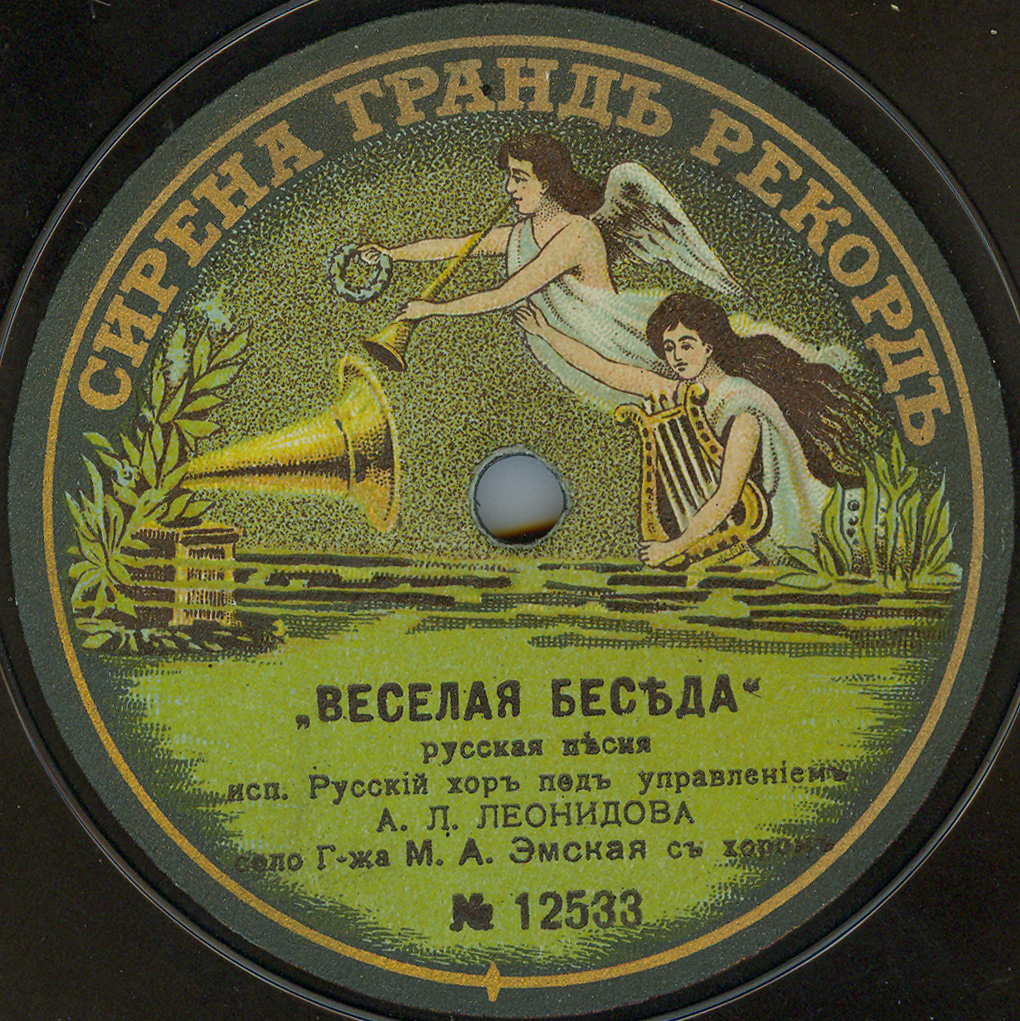 СИРЕНА ГРАНДЪ РЕКОРДЪ
„ВЕСЕЛАЯ БЕСѢДА“
русская пѣсня
исп. Русскій хоръ подъ управленіемъ
А. Л. ЛЕОНИДОВА
соло Г-жа М. А. Эмская съ хоромъ
№ 12533